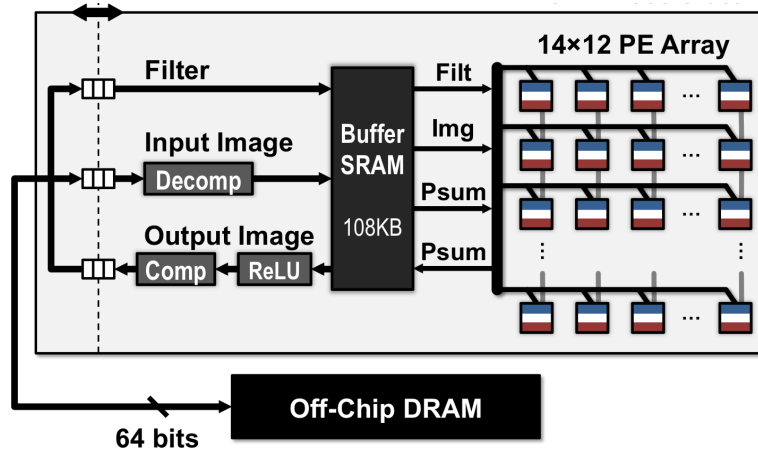 14×12 PE Array
Filter
Filt
Input Image
Buffer
SRAM
108KB
Img
Decomp
Psum
Output Image
Psum
Comp
ReLU
...
...
...
...
...
...
Off-Chip DRAM
64 bits